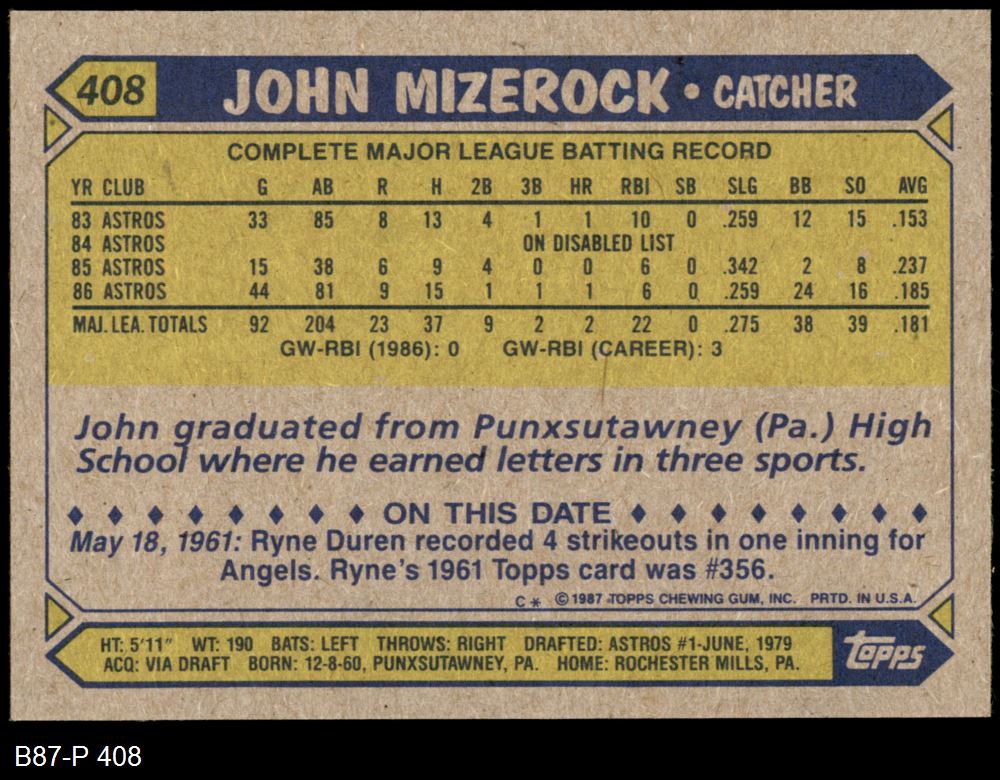 408 JOHN MIZEROCK • CATCHER
COMPLETE MAJOR LEAGUE BATTING RECORD
YR CLUB G AB R H 2B 3B HR RBI SB SLG BB SO AVG
83 ASTROS 33 85 8 13 4 1 1 10 0 .259 12 15 .153
84 ASTROS ON DISABLED LIST
85 ASTROS 15 38 6 9 4 0 0 6 0 .342 2 8 .237
86 ASTROS 44 81 9 15 1 1 1 6 0 .259 24 16 .185
MAJ. LEA. TOTALS 92 204 23 37 9 2 2 22 0 .275 38 39 .181
GW-RBI (1986): 0 GW-RBI (CAREER): 3
John graduated from Punxsutawney (Pa.) High
School where he earned letters in three sports.
♦ ♦ ♦ ♦ ♦ ♦ ♦ ♦ ON THIS DATE ♦ ♦ ♦ ♦ ♦ ♦ ♦ ♦
May 18, 1961: Ryne Duren recorded 4 strikeouts in one inning for
Angels. Ryne's 1961 Topps card was #356.
C * © 1987 TOPPS CHEWING GUM, INC. PRTD. IN U.S.A.
HT: 5'11" WT: 190 BATS: LEFT THROWS: RIGHT DRAFTED: ASTROS #1-JUNE, 1979
ACQ: VIA DRAFT BORN: 12-8-60, PUNXSUTAWNEY, PA. HOME: ROCHESTER MILLS, PA.
Topps
B87-P 408